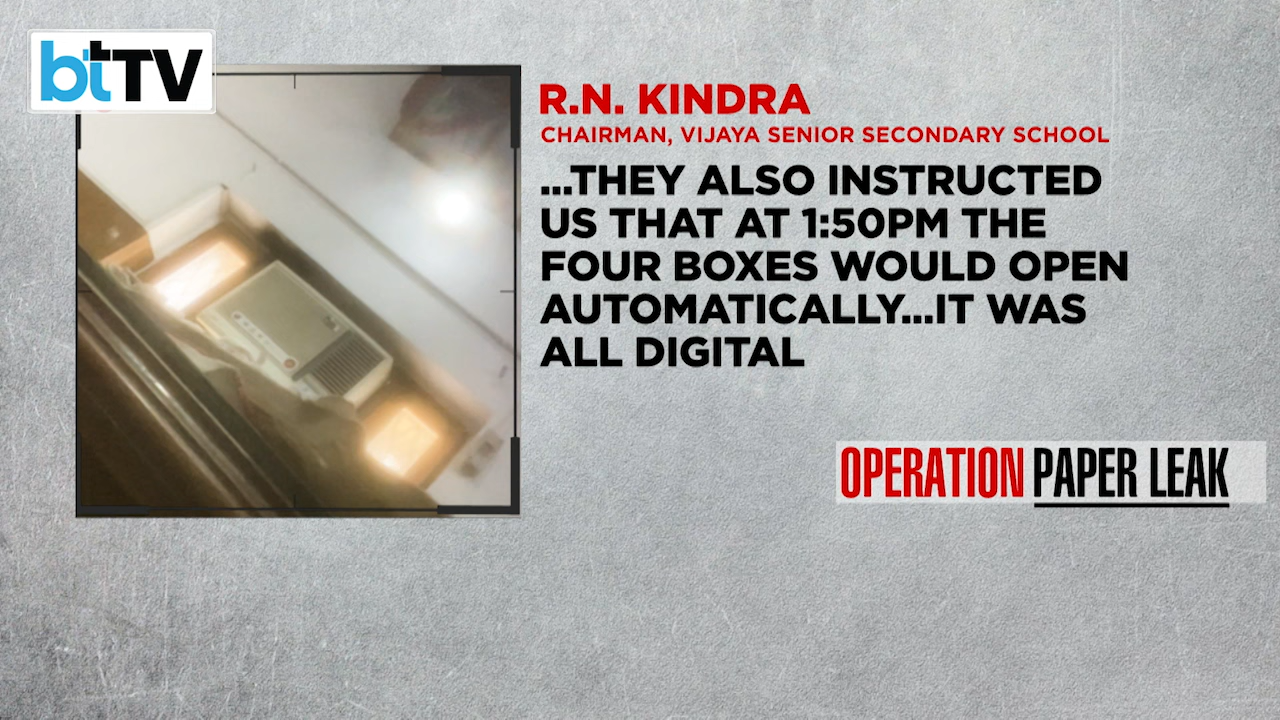 btTV
R.N. KINDRA
CHAIRMAN, VIJAYA SENIOR SECONDARY SCHOOL
...THEY ALSO INSTRUCTED
US THAT AT 1:50PM THE
FOUR BOXES WOULD OPEN
AUTOMATICALLY...IT WAS
ALL DIGITAL
OPERATION PAPER LEAK